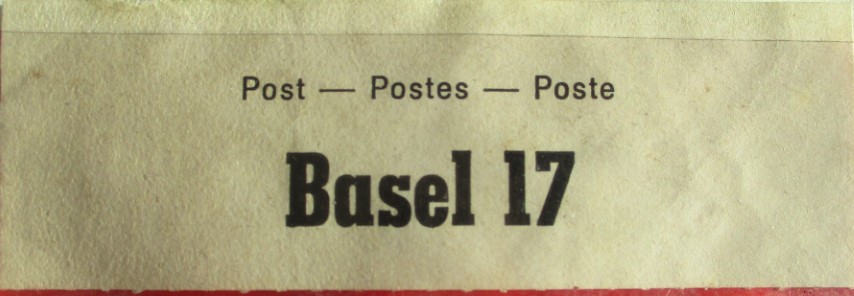 Post — Postes — Poste
Basel 17